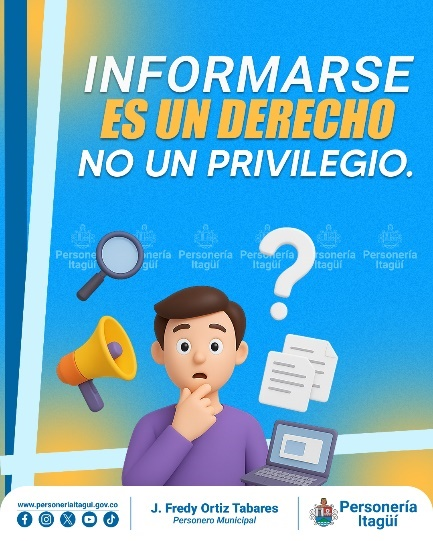 INFORMARSE
ES UN DERECHO
NO UN PRIVILEGIO.
Personería Itagüí Personería Itagüí Personería Itagüí Personería Itagüí Personería Itagüí
www.personeriaitagui.gov.co
J. Fredy Ortiz Tabares
Personero Municipal
Personería
Itagüí